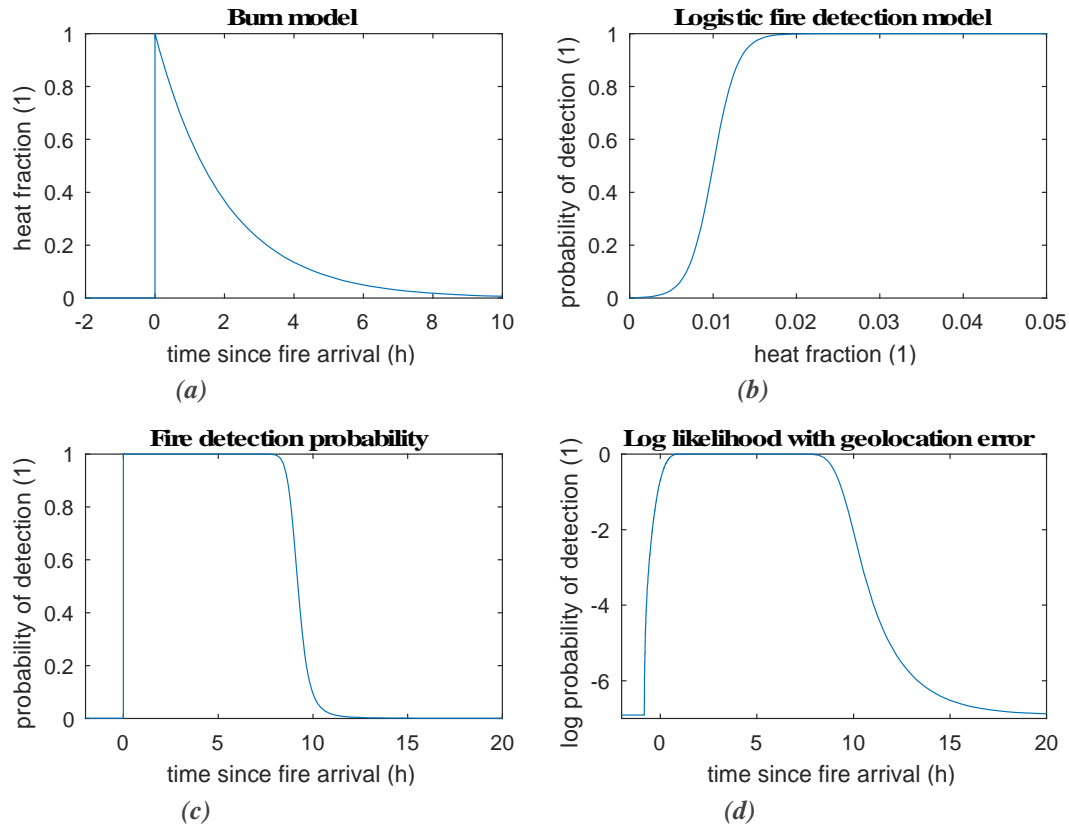 Burn model
1
0.8
0.6
0.4
0.2
0
heat fraction (1)
-2 0 2 4 6 8 10
time since fire arrival (h)
(a)
Logistic fire detection model
1
0.8
0.6
0.4
0.2
0
probability of detection (1)
0 0.01 0.02 0.03 0.04 0.05
heat fraction (1)
(b)
Fire detection probability
1
0.8
0.6
0.4
0.2
0
probability of detection (1)
0 5 10 15 20
time since fire arrival (h)
(c)
Log likelihood with geolocation error
0
-2
-4
-6
log probability of detection (1)
0 5 10 15 20
time since fire arrival (h)
(d)